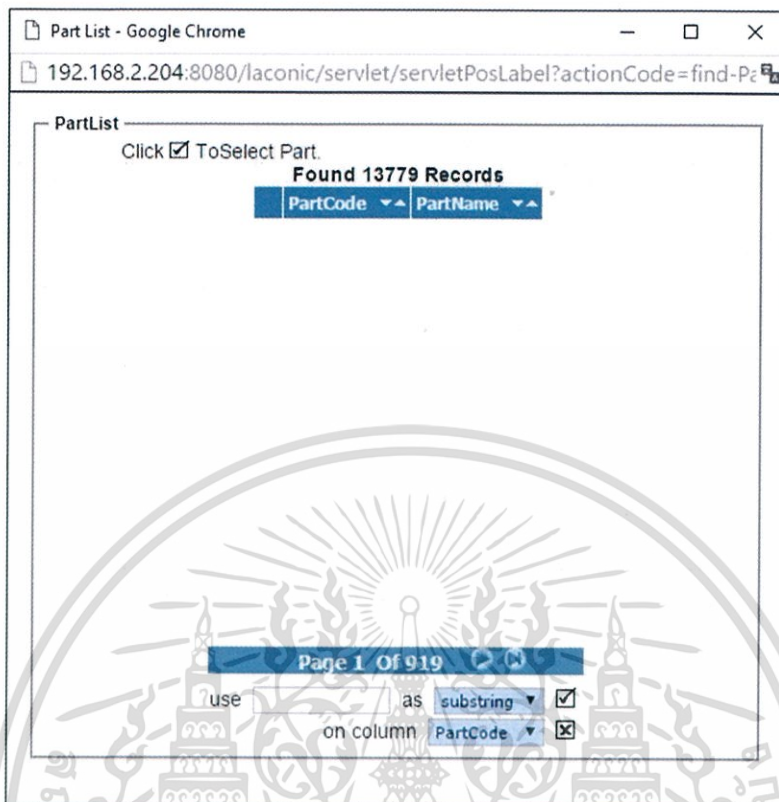 Part List - Google Chrome
192.168.2.204:8080/laconic/servlet/servletPosLabel?actionCode=find-Pa
PartList
Click ToSelect Part.
Found 13779 Records
PartCode PartName
Page 1 Of 919
use as substring
on column PartCode